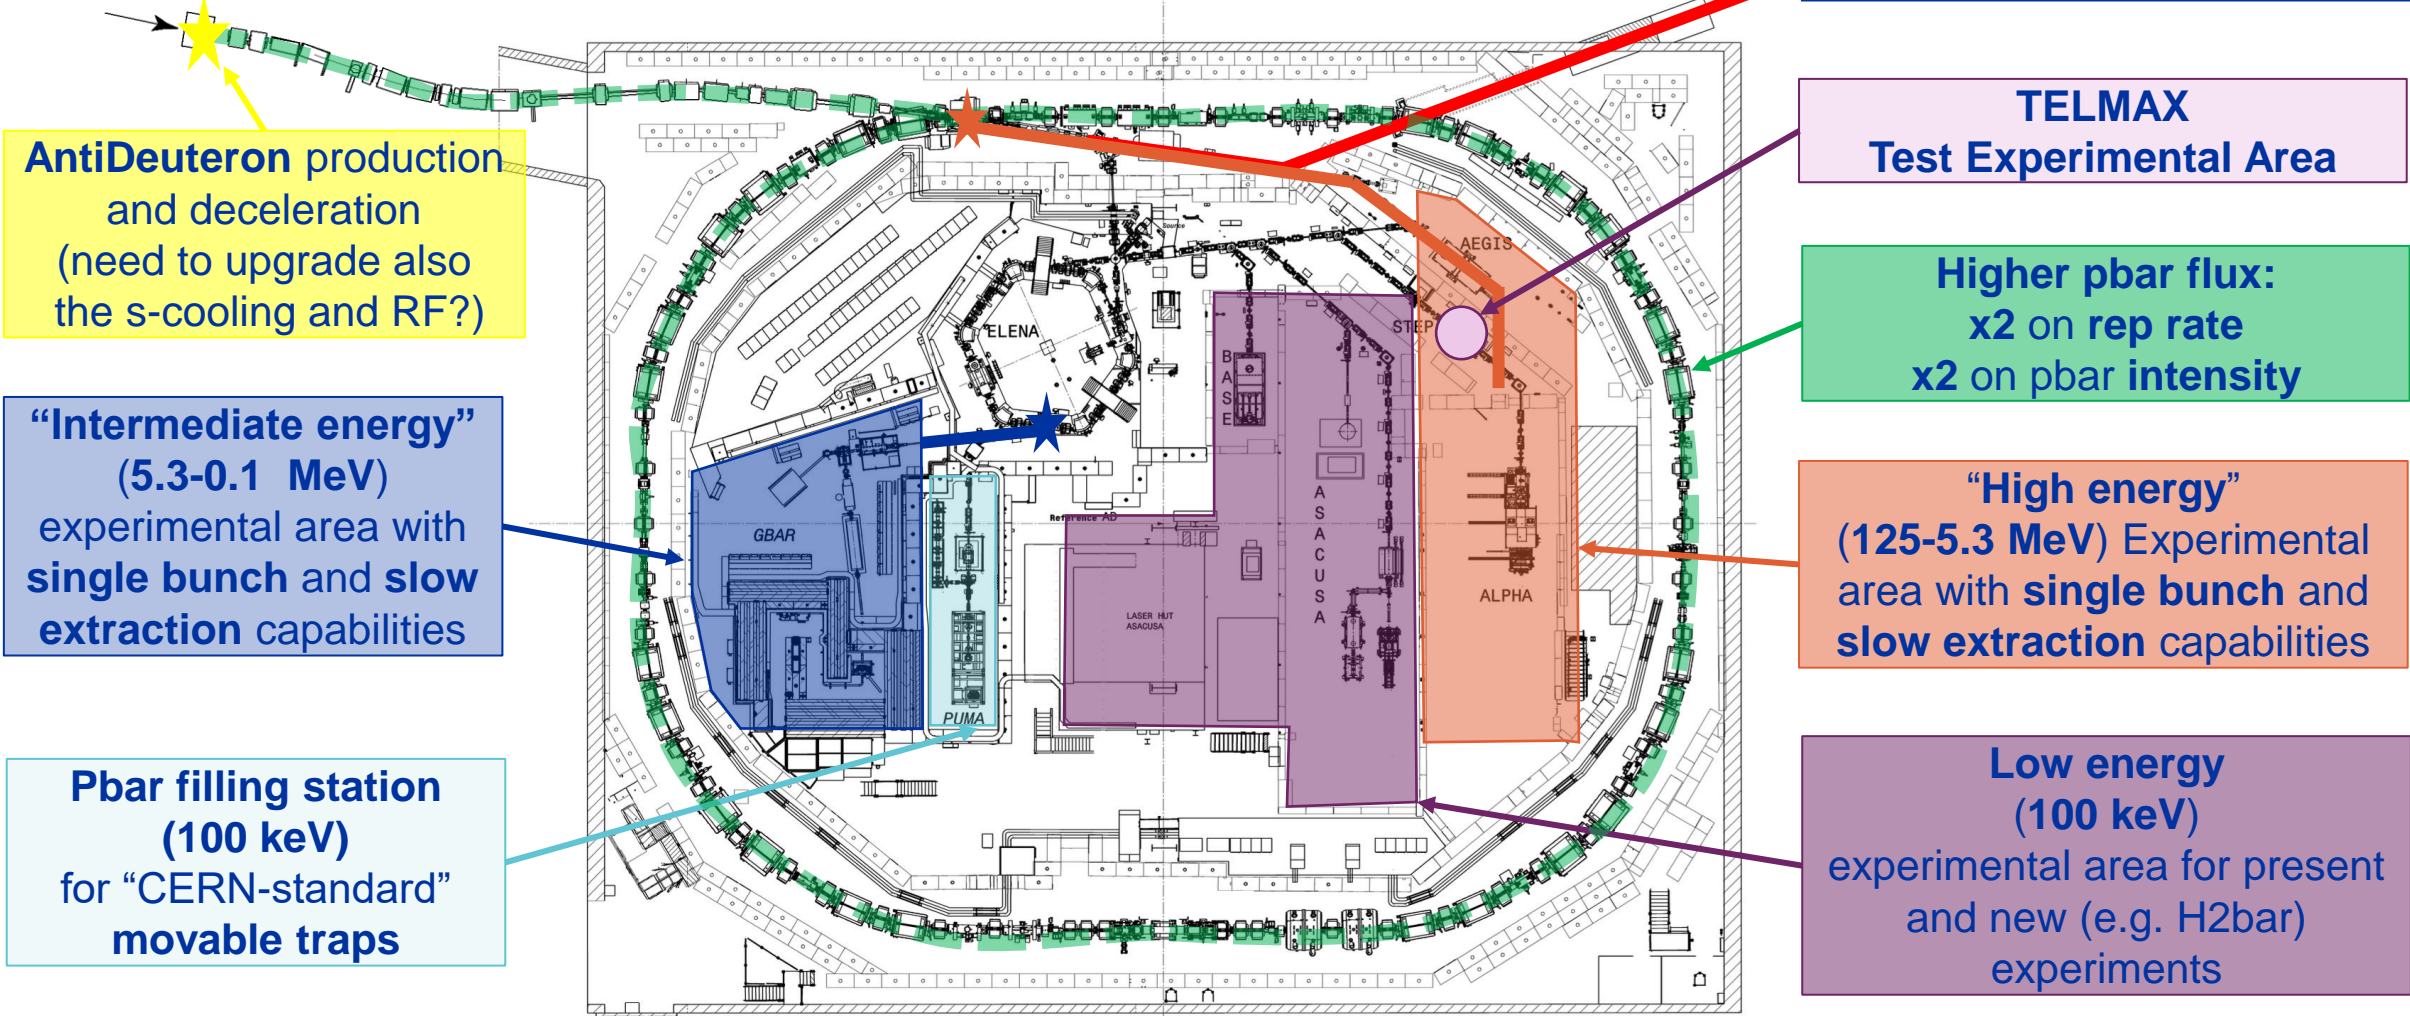 AntiDeuteron production
and deceleration
(need to upgrade also
the s-cooling and RF?)
“Intermediate energy”
(5.3-0.1 MeV)
experimental area with
single bunch and slow
extraction capabilities
Pbar filling station
(100 keV)
for “CERN-standard”
movable traps
Source
ELENA
AEGIS
STEP
BASE
ASACUSA
Reference AD
GBAR
LASER HUT
ASACUSA
ALPHA
PUMA
TELMAX
Test Experimental Area
Higher pbar flux:
x2 on rep rate
x2 on pbar intensity
“High energy”
(125-5.3 MeV) Experimental
area with single bunch and
slow extraction capabilities
Low energy
(100 keV)
experimental area for present
and new (e.g. H2bar)
experiments